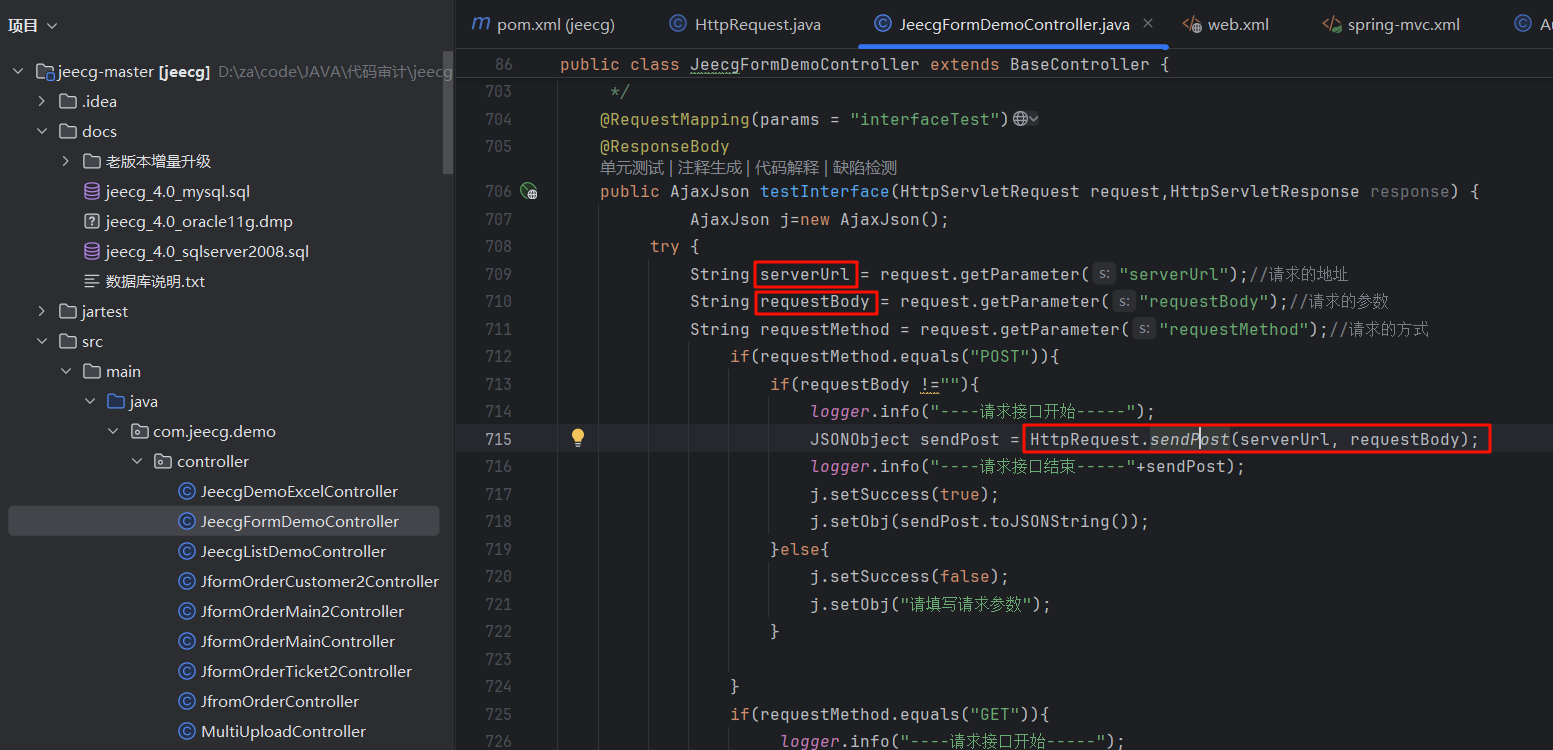 项目
jeecg-master [jeecg] D:\za\code\JAVA\代码审计\jeecg
.idea
docs
老版本增量升级
jeecg_4.0_mysql.sql
jeecg_4.0_oracle11g.dmp
jeecg_4.0_sqlserver2008.sql
数据库说明.txt
jartest
src
main
java
com.jeecg.demo
controller
JeecgDemoExcelController
JeecgFormDemoController
JeecgListDemoController
JformOrderCustomer2Controller
JformOrderMain2Controller
JformOrderMainController
JformOrderTicket2Controller
JfromOrderController
MultiUploadController
pom.xml (jeecg) HttpRequest.java JeecgFormDemoController.java web.xml spring-mvc.xml
86 public class JeecgFormDemoController extends BaseController {
703 */
704 @RequestMapping(params = "interfaceTest")
705 @ResponseBody
单元测试 | 注释生成 | 代码解释 | 缺陷检测
706 public AjaxJson testInterface(HttpServletRequest request,HttpServletResponse response) {
707 AjaxJson j=new AjaxJson();
708 try {
709 String serverUrl = request.getParameter( s: "serverUrl");//请求的地址
710 String requestBody = request.getParameter( s: "requestBody");//请求的参数
711 String requestMethod = request.getParameter( s: "requestMethod");//请求的方式
712 if(requestMethod.equals("POST")){
713 if(requestBody !=""){
714 logger.info("----请求接口开始-----");
715 JSONObject sendPost = HttpRequest.sendPost(serverUrl, requestBody);
716 logger.info("----请求接口结束-----"+sendPost);
717 j.setSuccess(true);
718 j.setObj(sendPost.toJSONString());
719 }else{
720 j.setSuccess(false);
721 j.setObj("请填写请求参数");
722 }
723
724 }
725 if(requestMethod.equals("GET")){
726 logger.info("----请求接口开始-----");